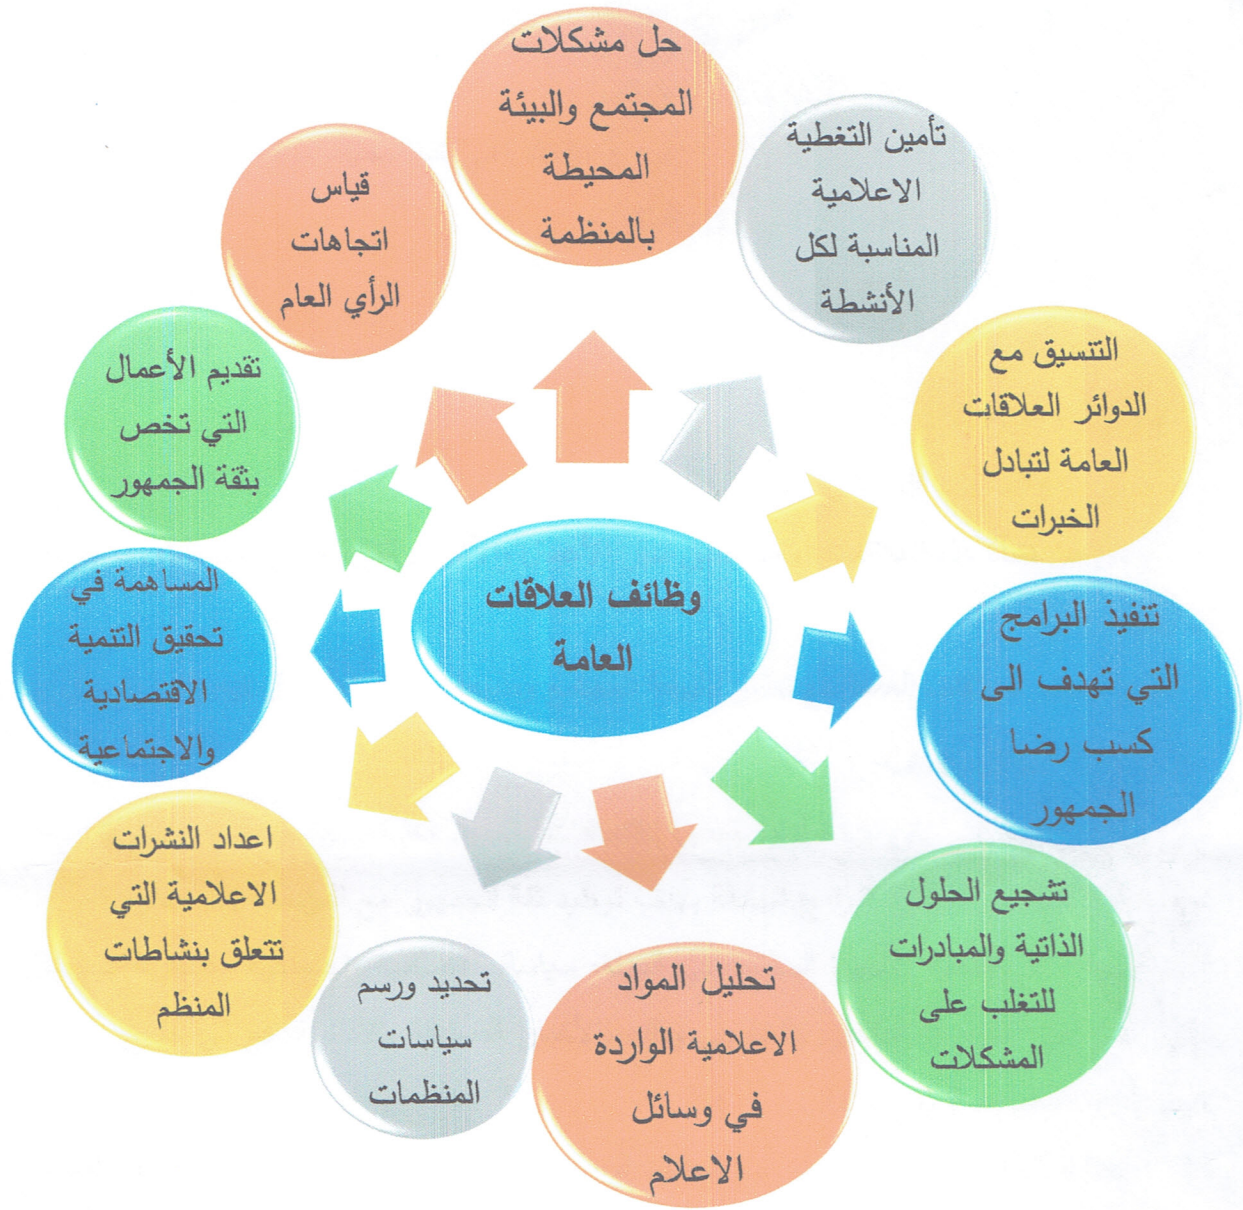 حل مشكلات
المجتمع والبيئة
المحيطة
بالمنظمة
تأمين التغطية
الاعلامية
المناسبة لكل
الأنشطة
التنسيق مع
الدوائر العلاقات
العامة لتبادل
الخبرات
تنفيذ البرامج
التي تهدف الى
كسب رضا
الجمهور
تشجيع الحلول
الذاتية والمبادرات
للتغلب على
المشكلات
تحليل المواد
الاعلامية الواردة
في وسائل
الاعلام
تحديد ورسم
سياسات
المنظمات
اعداد النشرات
الاعلامية التي
تتعلق بنشاطات
المنظم
المساهمة في
تحقيق التنمية
الاقتصادية
والاجتماعية
تقديم الأعمال
التي تخص
بثقة الجمهور
قياس
اتجاهات
الرأي العام
وظائف العلاقات
العامة